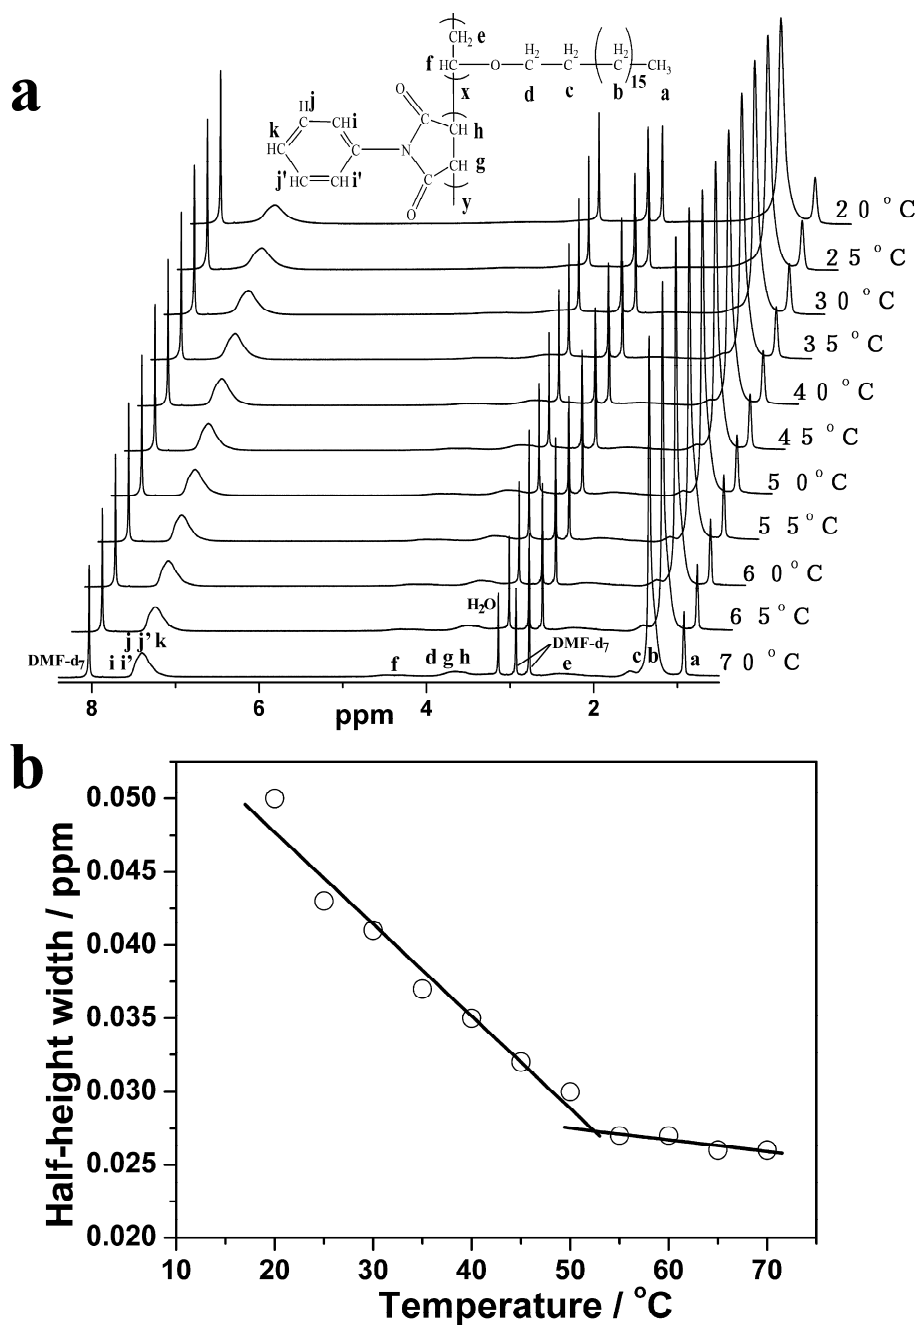 a
CH2 e
f HC O H2 C H2 C H2 C 15 CH3
x d c b a
O
H j
HC CH i
k HC C N C CH h
j' HC CH i' C CH g
O y
20 °C
25 °C
30 °C
35 °C
40 °C
45 °C
50 °C
55 °C
60 °C
H2O
65 °C
j j' k
DMF-d7 i i' f d g h DMF-d7 e c b a 70 °C
8 6 4 2
ppm
b
0.050
0.045
0.040
0.035
0.030
0.025
0.020
Half-height width / ppm
10 20 30 40 50 60 70
Temperature / °C